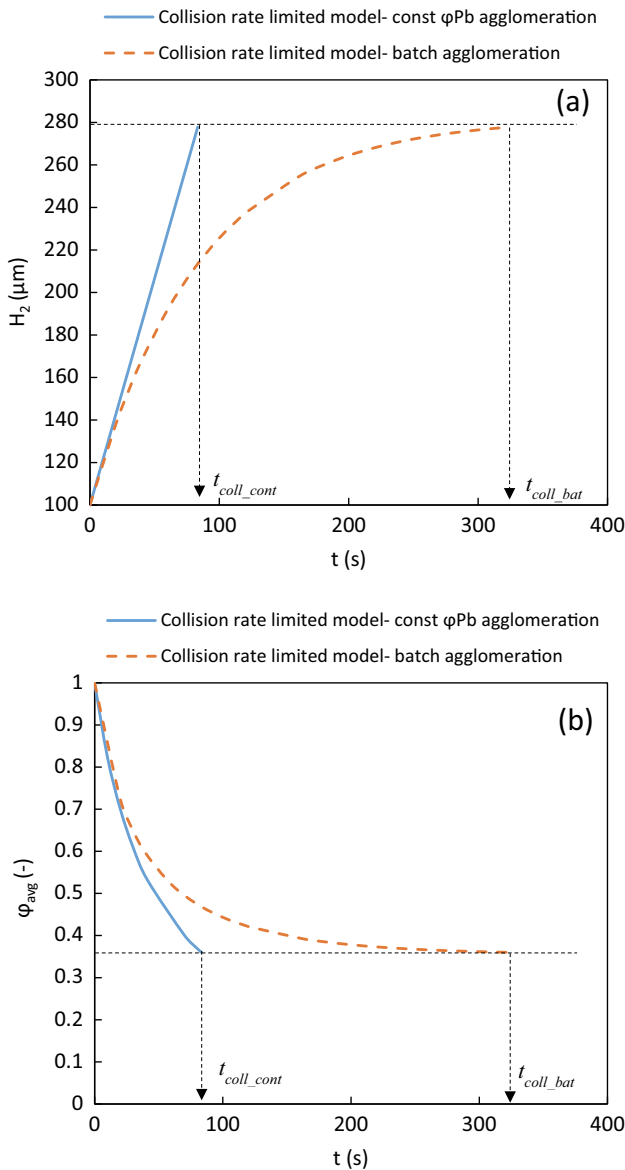 Collision rate limited model- const φPb agglomeration
Collision rate limited model- batch agglomeration
(a)
300
280
260
240
220
200
180
160
140
120
100
H2 (μm)
tcoll_cont
tcoll_bat
0 100 200 300 400
t (s)
Collision rate limited model- const φPb agglomeration
Collision rate limited model- batch agglomeration
(b)
1
0.9
0.8
0.7
0.6
0.5
0.4
0.3
0.2
0.1
0
φavg (-)
tcoll_cont
tcoll_bat
0 100 200 300 400
t (s)